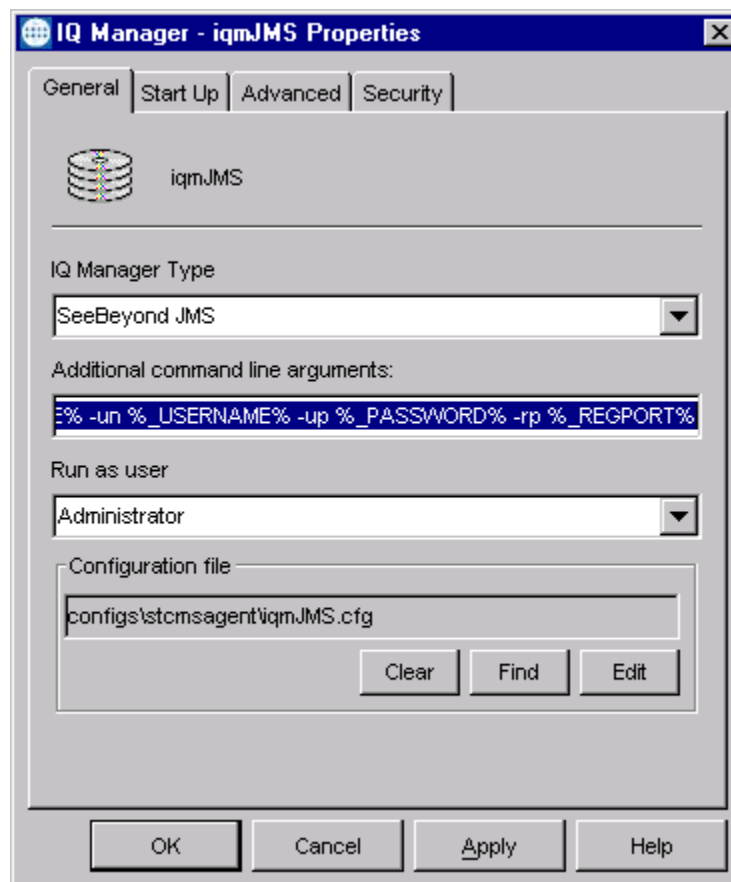 IQ Manager - iqmJMS Properties
General Start Up Advanced Security
iqmJMS
IQ Manager Type
SeeBeyond JMS
Additional command line arguments:
E% -un %_USERNAME% -up %_PASSWORD% -rp %_REGPORT%
Run as user
Administrator
Configuration file
configs\stcmsagent\iqmJMS.cfg
Clear Find Edit
OK Cancel Apply Help